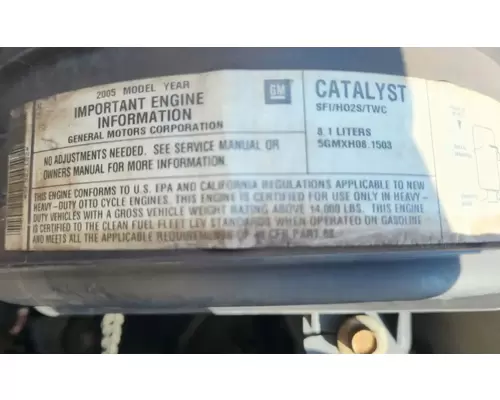 2005 MODEL YEAR
IMPORTANT ENGINE
INFORMATION
GENERAL MOTORS CORPORATION
GM
CATALYST
SFI/HO2S/TWC
NO ADJUSTMENTS NEEDED. SEE SERVICE MANUAL OR
OWNERS MANUAL FOR MORE INFORMATION.
8.1 LITERS
5GMXH08.1503
THIS ENGINE CONFORMS TO U.S. EPA AND CALIFORNIA REGULATIONS APPLICABLE TO NEW
HEAVY-DUTY OTTO CYCLE ENGINES. THIS ENGINE IS CERTIFIED FOR USE ONLY IN HEAVY-
DUTY VEHICLES WITH A GROSS VEHICLE WEIGHT RATING ABOVE 14,000 LBS. THIS ENGINE
IS CERTIFIED TO THE CLEAN FUEL FLEET LEV STANDARDS WHEN OPERATED ON GASOLINE
AND MEETS ALL THE APPLICABLE CFR PART 88.